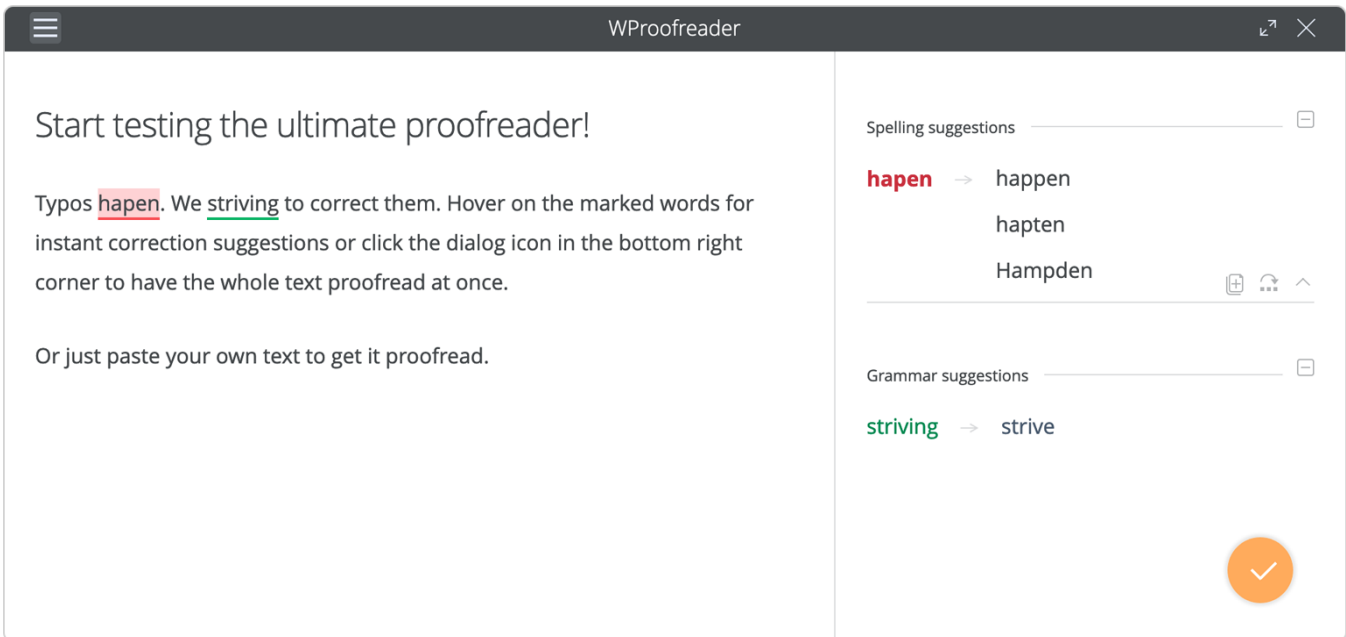 WProofreader
Start testing the ultimate proofreader!
Typos hapen. We striving to correct them. Hover on the marked words for
instant correction suggestions or click the dialog icon in the bottom right
corner to have the whole text proofread at once.
Or just paste your own text to get it proofread.
Spelling suggestions
hapen → happen
hapten
Hampden
Grammar suggestions
striving → strive